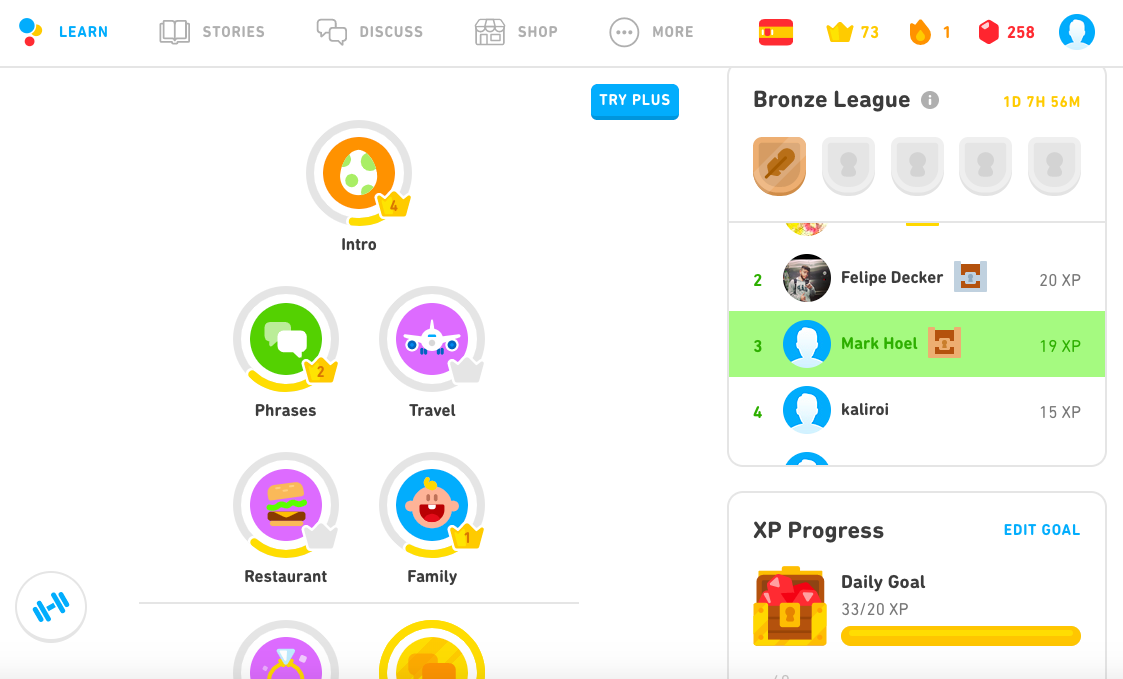 LEARN
STORIES
DISCUSS
SHOP
MORE
73
1
258
TRY PLUS
4
Intro
2
Phrases
Travel
Restaurant
1
Family
Bronze League
1D 7H 56M
2 Felipe Decker 20 XP
3 Mark Hoel 19 XP
4 kaliroi 15 XP
XP Progress
EDIT GOAL
Daily Goal
33/20 XP